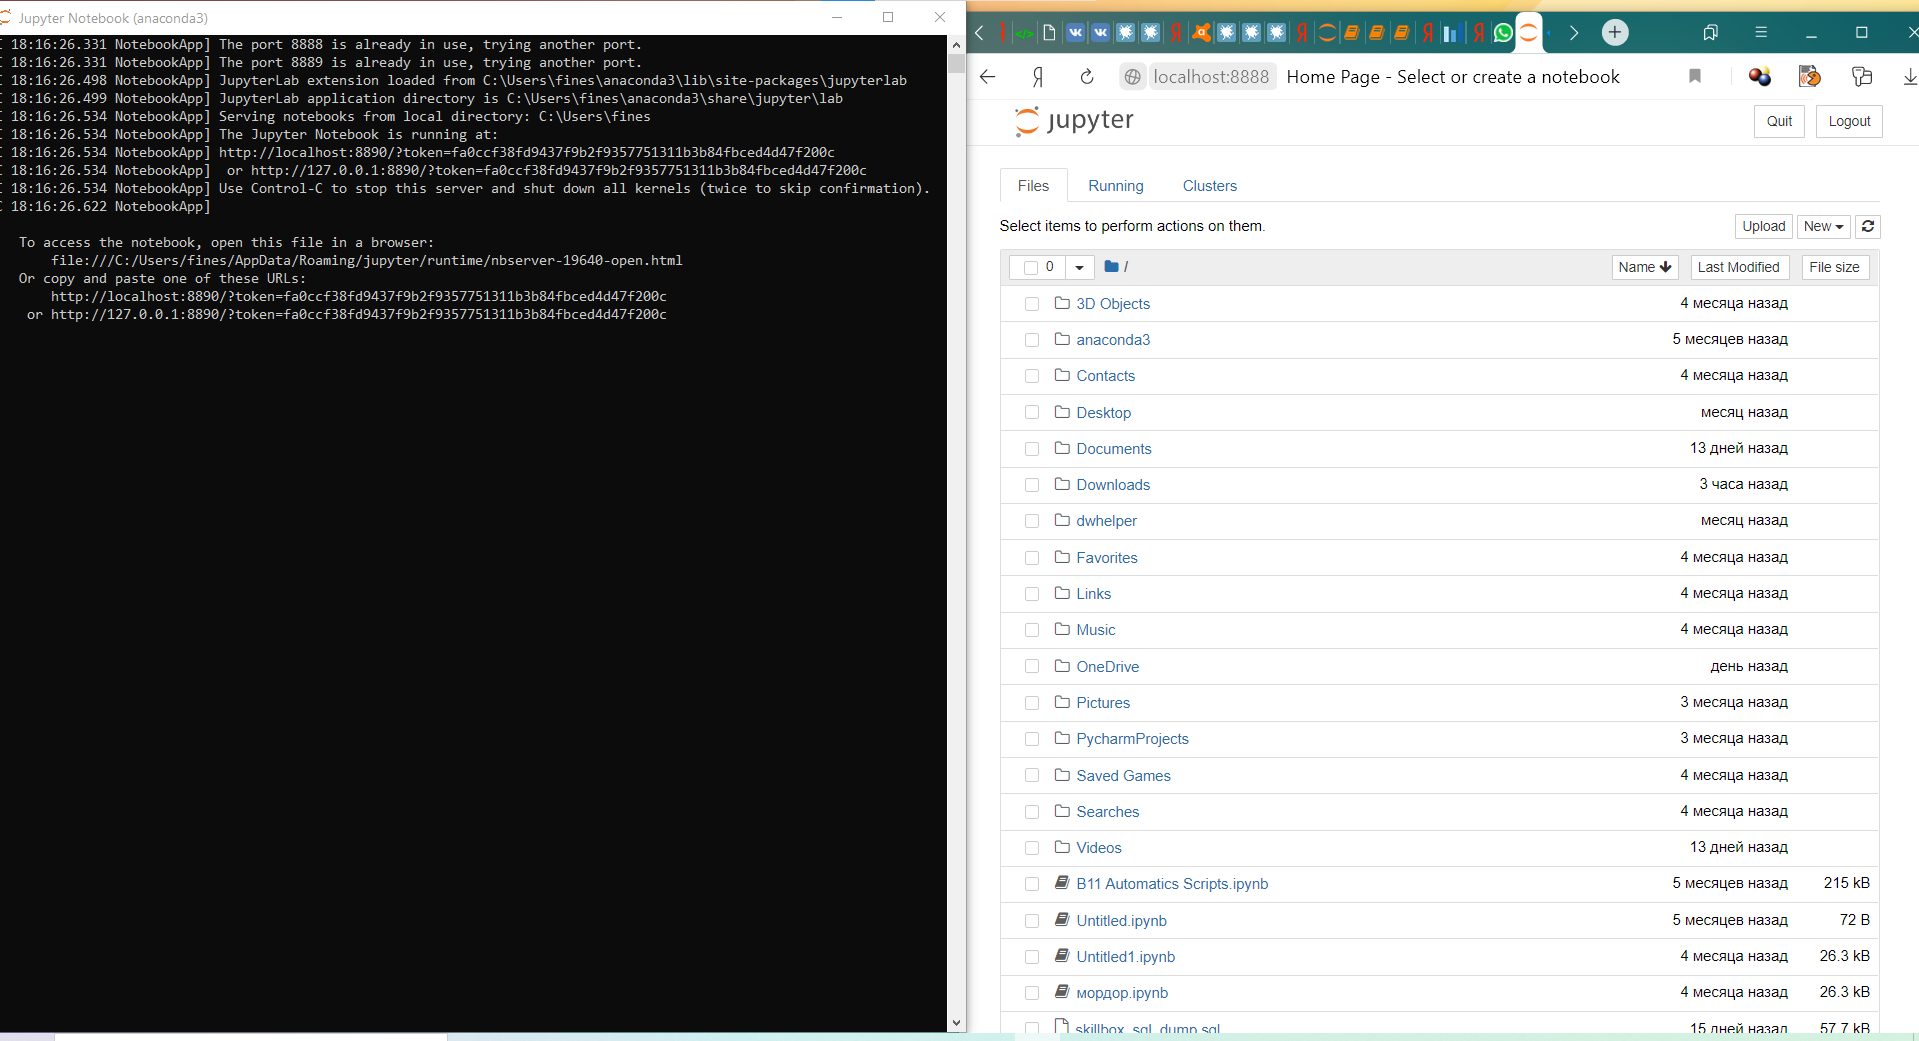 Jupyter Notebook (anaconda3)
18:16:26.331 NotebookApp] The port 8888 is already in use, trying another port.
18:16:26.331 NotebookApp] The port 8889 is already in use, trying another port.
18:16:26.498 NotebookApp] JupyterLab extension loaded from C:\Users\fines\anaconda3\lib\site-packages\jupyterlab
18:16:26.499 NotebookApp] JupyterLab application directory is C:\Users\fines\anaconda3\share\jupyter\lab
18:16:26.534 NotebookApp] Serving notebooks from local directory: C:\Users\fines
18:16:26.534 NotebookApp] The Jupyter Notebook is running at:
18:16:26.534 NotebookApp] http://localhost:8890/?token=fa0ccf38fd9437f9b2f9357751311b3b84fbced4d47f200c
18:16:26.534 NotebookApp]  or http://127.0.0.1:8890/?token=fa0ccf38fd9437f9b2f9357751311b3b84fbced4d47f200c
18:16:26.534 NotebookApp] Use Control-C to stop this server and shut down all kernels (twice to skip confirmation).
18:16:26.622 NotebookApp]
To access the notebook, open this file in a browser:
file:///C:/Users/fines/AppData/Roaming/jupyter/runtime/nbserver-19640-open.html
Or copy and paste one of these URLs:
http://localhost:8890/?token=fa0ccf38fd9437f9b2f9357751311b3b84fbced4d47f200c
or http://127.0.0.1:8890/?token=fa0ccf38fd9437f9b2f9357751311b3b84fbced4d47f200c
Я localhost:8888 Home Page - Select or create a notebook
jupyter Quit Logout
Files Running Clusters
Select items to perform actions on them. Upload New
0 / Name Last Modified File size
3D Objects 4 месяца назад
anaconda3 5 месяцев назад
Contacts 4 месяца назад
Desktop месяц назад
Documents 13 дней назад
Downloads 3 часа назад
dwhelper месяц назад
Favorites 4 месяца назад
Links 4 месяца назад
Music 4 месяца назад
OneDrive день назад
Pictures 3 месяца назад
PycharmProjects 3 месяца назад
Saved Games 4 месяца назад
Searches 4 месяца назад
Videos 13 дней назад
B11 Automatics Scripts.ipynb 5 месяцев назад 215 kB
Untitled.ipynb 5 месяцев назад 72 B
Untitled1.ipynb 4 месяца назад 26.3 kB
мордор.ipynb 4 месяца назад 26.3 kB
skillbox_sql_dump.sql 15 дней назад 57.7 kB